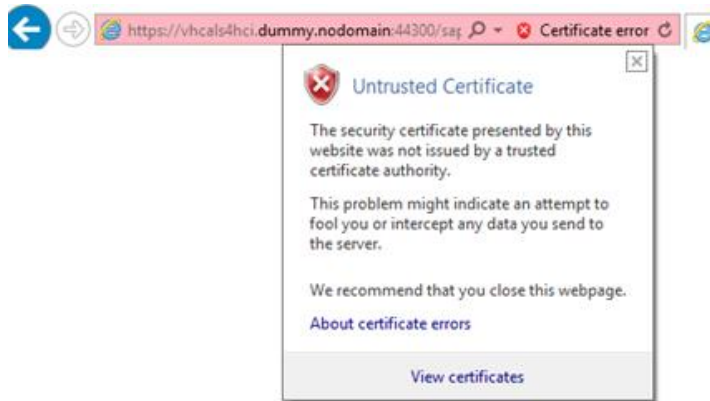 https://vhcals4hci.dummy.nodomain:44300/sap Certificate error
Untrusted Certificate
The security certificate presented by this
website was not issued by a trusted
certificate authority.
This problem might indicate an attempt to
fool you or intercept any data you send to
the server.
We recommend that you close this webpage.
About certificate errors
View certificates